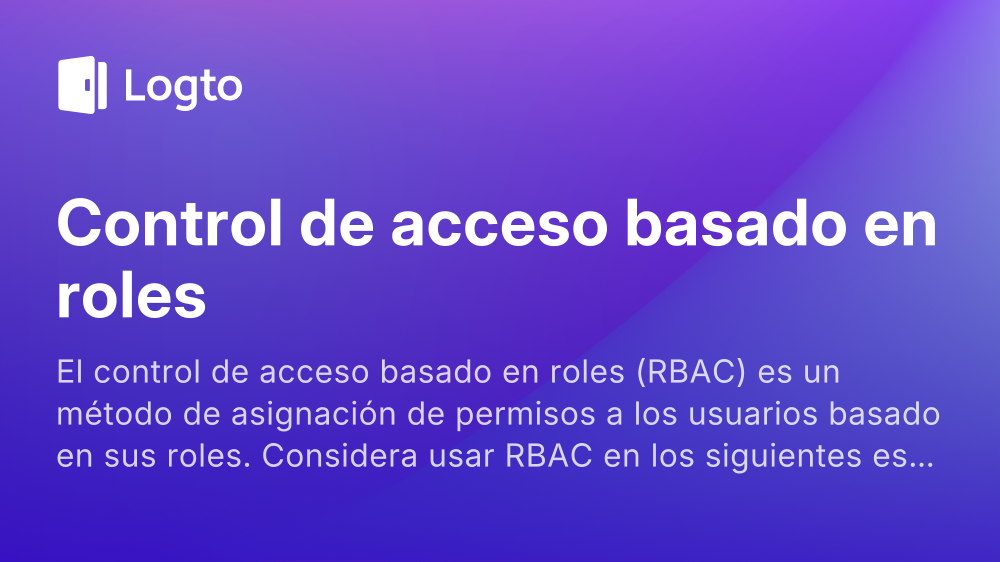 Logto
Control de acceso basado en
roles
El control de acceso basado en roles (RBAC) es un
método de asignación de permisos a los usuarios basado
en sus roles. Considera usar RBAC en los siguientes es...